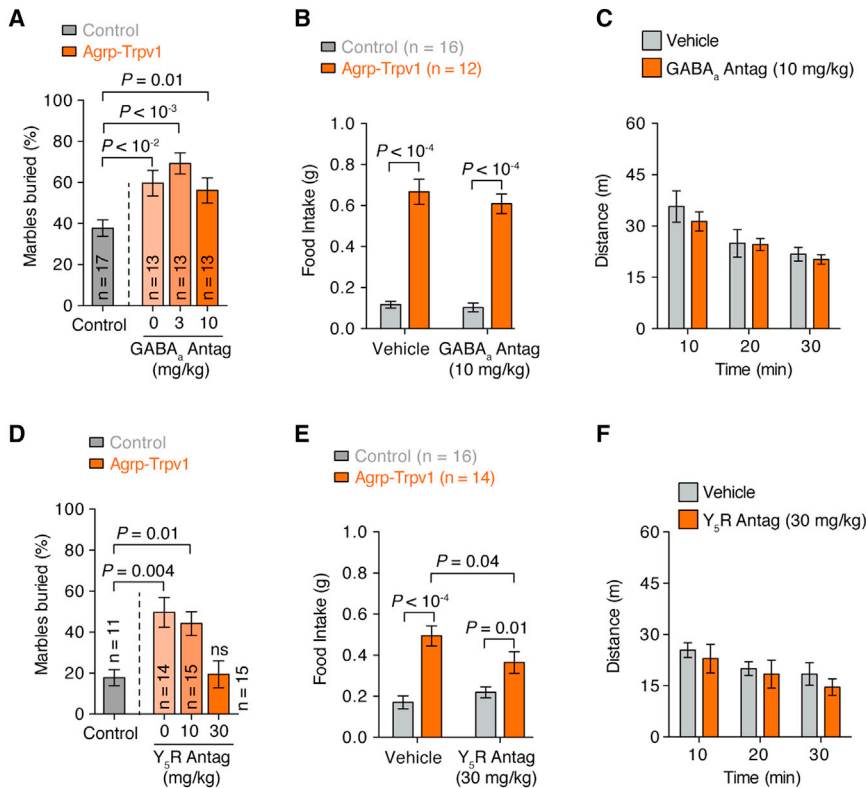 A
Control
Agrp-Trpv1
P = 0.01
P < 10-3
P < 10-2
100
80
60
40
20
0
Marbles buried (%)
n = 17
n = 13
n = 13
n = 13
Control
0 3 10
GABAa Antag
(mg/kg)
B
Control (n = 16)
Agrp-Trpv1 (n = 12)
1.0
0.8
0.6
0.4
0.2
0.0
Food Intake (g)
P < 10-4
P < 10-4
Vehicle
GABAa Antag
(10 mg/kg)
C
Vehicle
GABAa Antag (10 mg/kg)
60
45
30
15
0
Distance (m)
10 20 30
Time (min)
D
Control
Agrp-Trpv1
100
80
60
40
20
0
Marbles buried (%)
P = 0.01
P = 0.004
ns
n = 11
n = 14
n = 15
n = 15
Control
0 10 30
Y5R Antag
(mg/kg)
E
Control (n = 16)
Agrp-Trpv1 (n = 14)
1.0
0.8
0.6
0.4
0.2
0.0
Food Intake (g)
P = 0.04
P < 10-4
P = 0.01
Vehicle
Y5R Antag
(30 mg/kg)
F
Vehicle
Y5R Antag (30 mg/kg)
60
45
30
15
0
Distance (m)
10 20 30
Time (min)